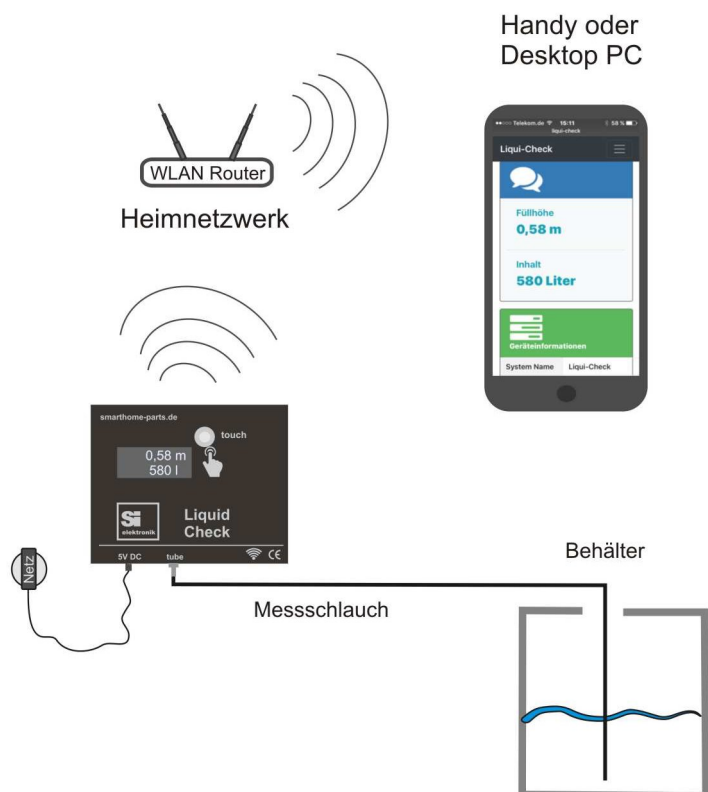 Handy oder
Desktop PC
WLAN Router
Heimnetzwerk
Telekom.de 15:11 58 %
liqui-check
Liqui-Check
Füllhöhe
0,58 m
Inhalt
580 Liter
Geräteinformationen
System Name Liqui-Check
smarthome-parts.de
touch
0,58 m
580 l
Si
elektronik
Liquid
Check
5V DC tube CE
Netz
Messschlauch
Behälter